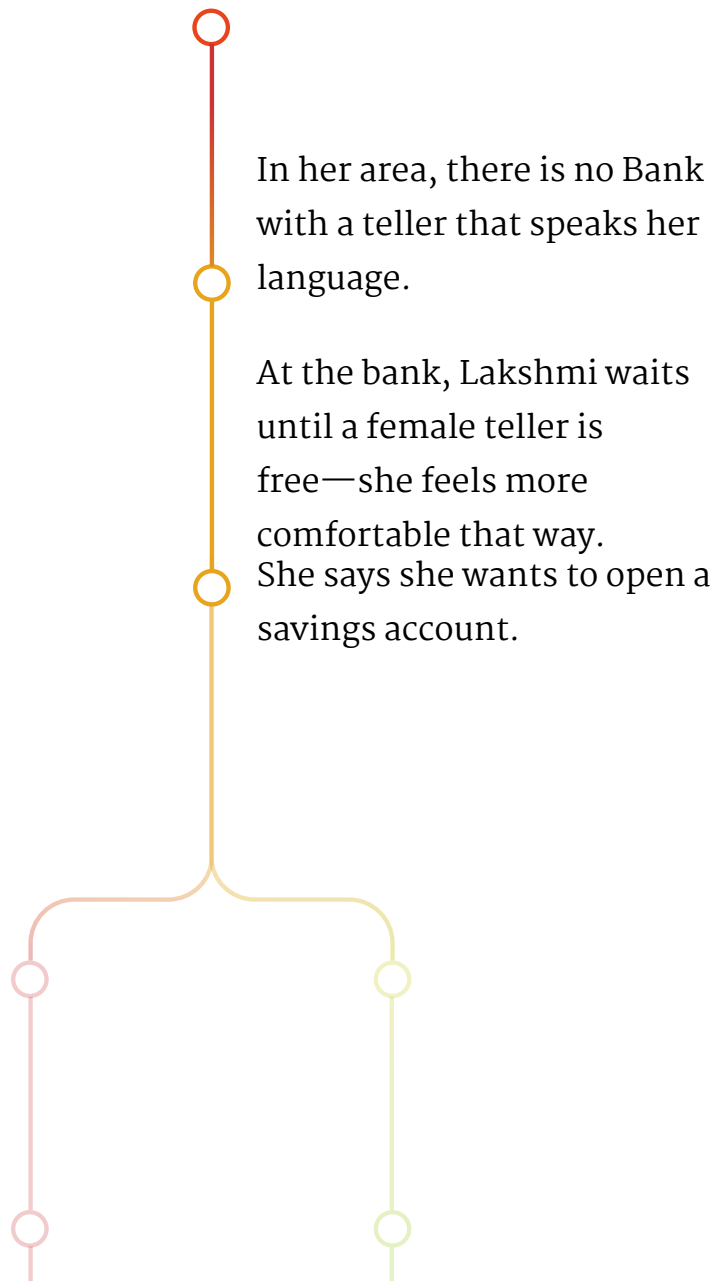 In her area, there is no Bank
with a teller that speaks her
language.
At the bank, Lakshmi waits
until a female teller is
free—she feels more
comfortable that way.
She says she wants to open a
savings account.